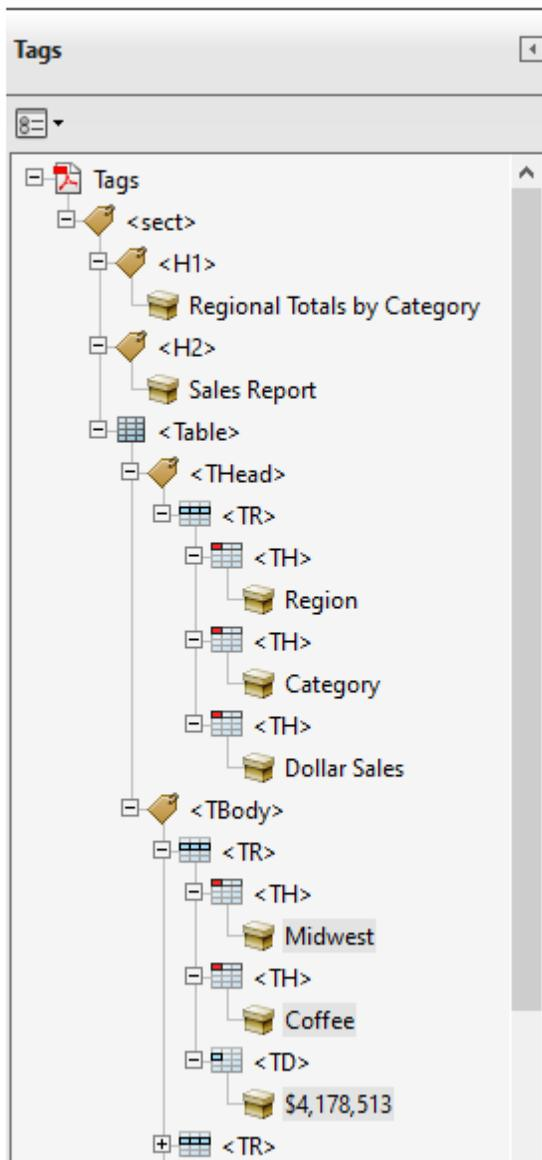 Tags
Tags
<sect>
<H1>
Regional Totals by Category
<H2>
Sales Report
<Table>
<THead>
<TR>
<TH>
Region
<TH>
Category
<TH>
Dollar Sales
<TBody>
<TR>
<TH>
Midwest
<TH>
Coffee
<TD>
$4,178,513
<TR>